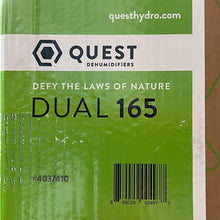 questhydro.com
QUEST
DEHUMIDIFIERS
DEFY THE LAWS OF NATURE
DUAL 165
#4037410